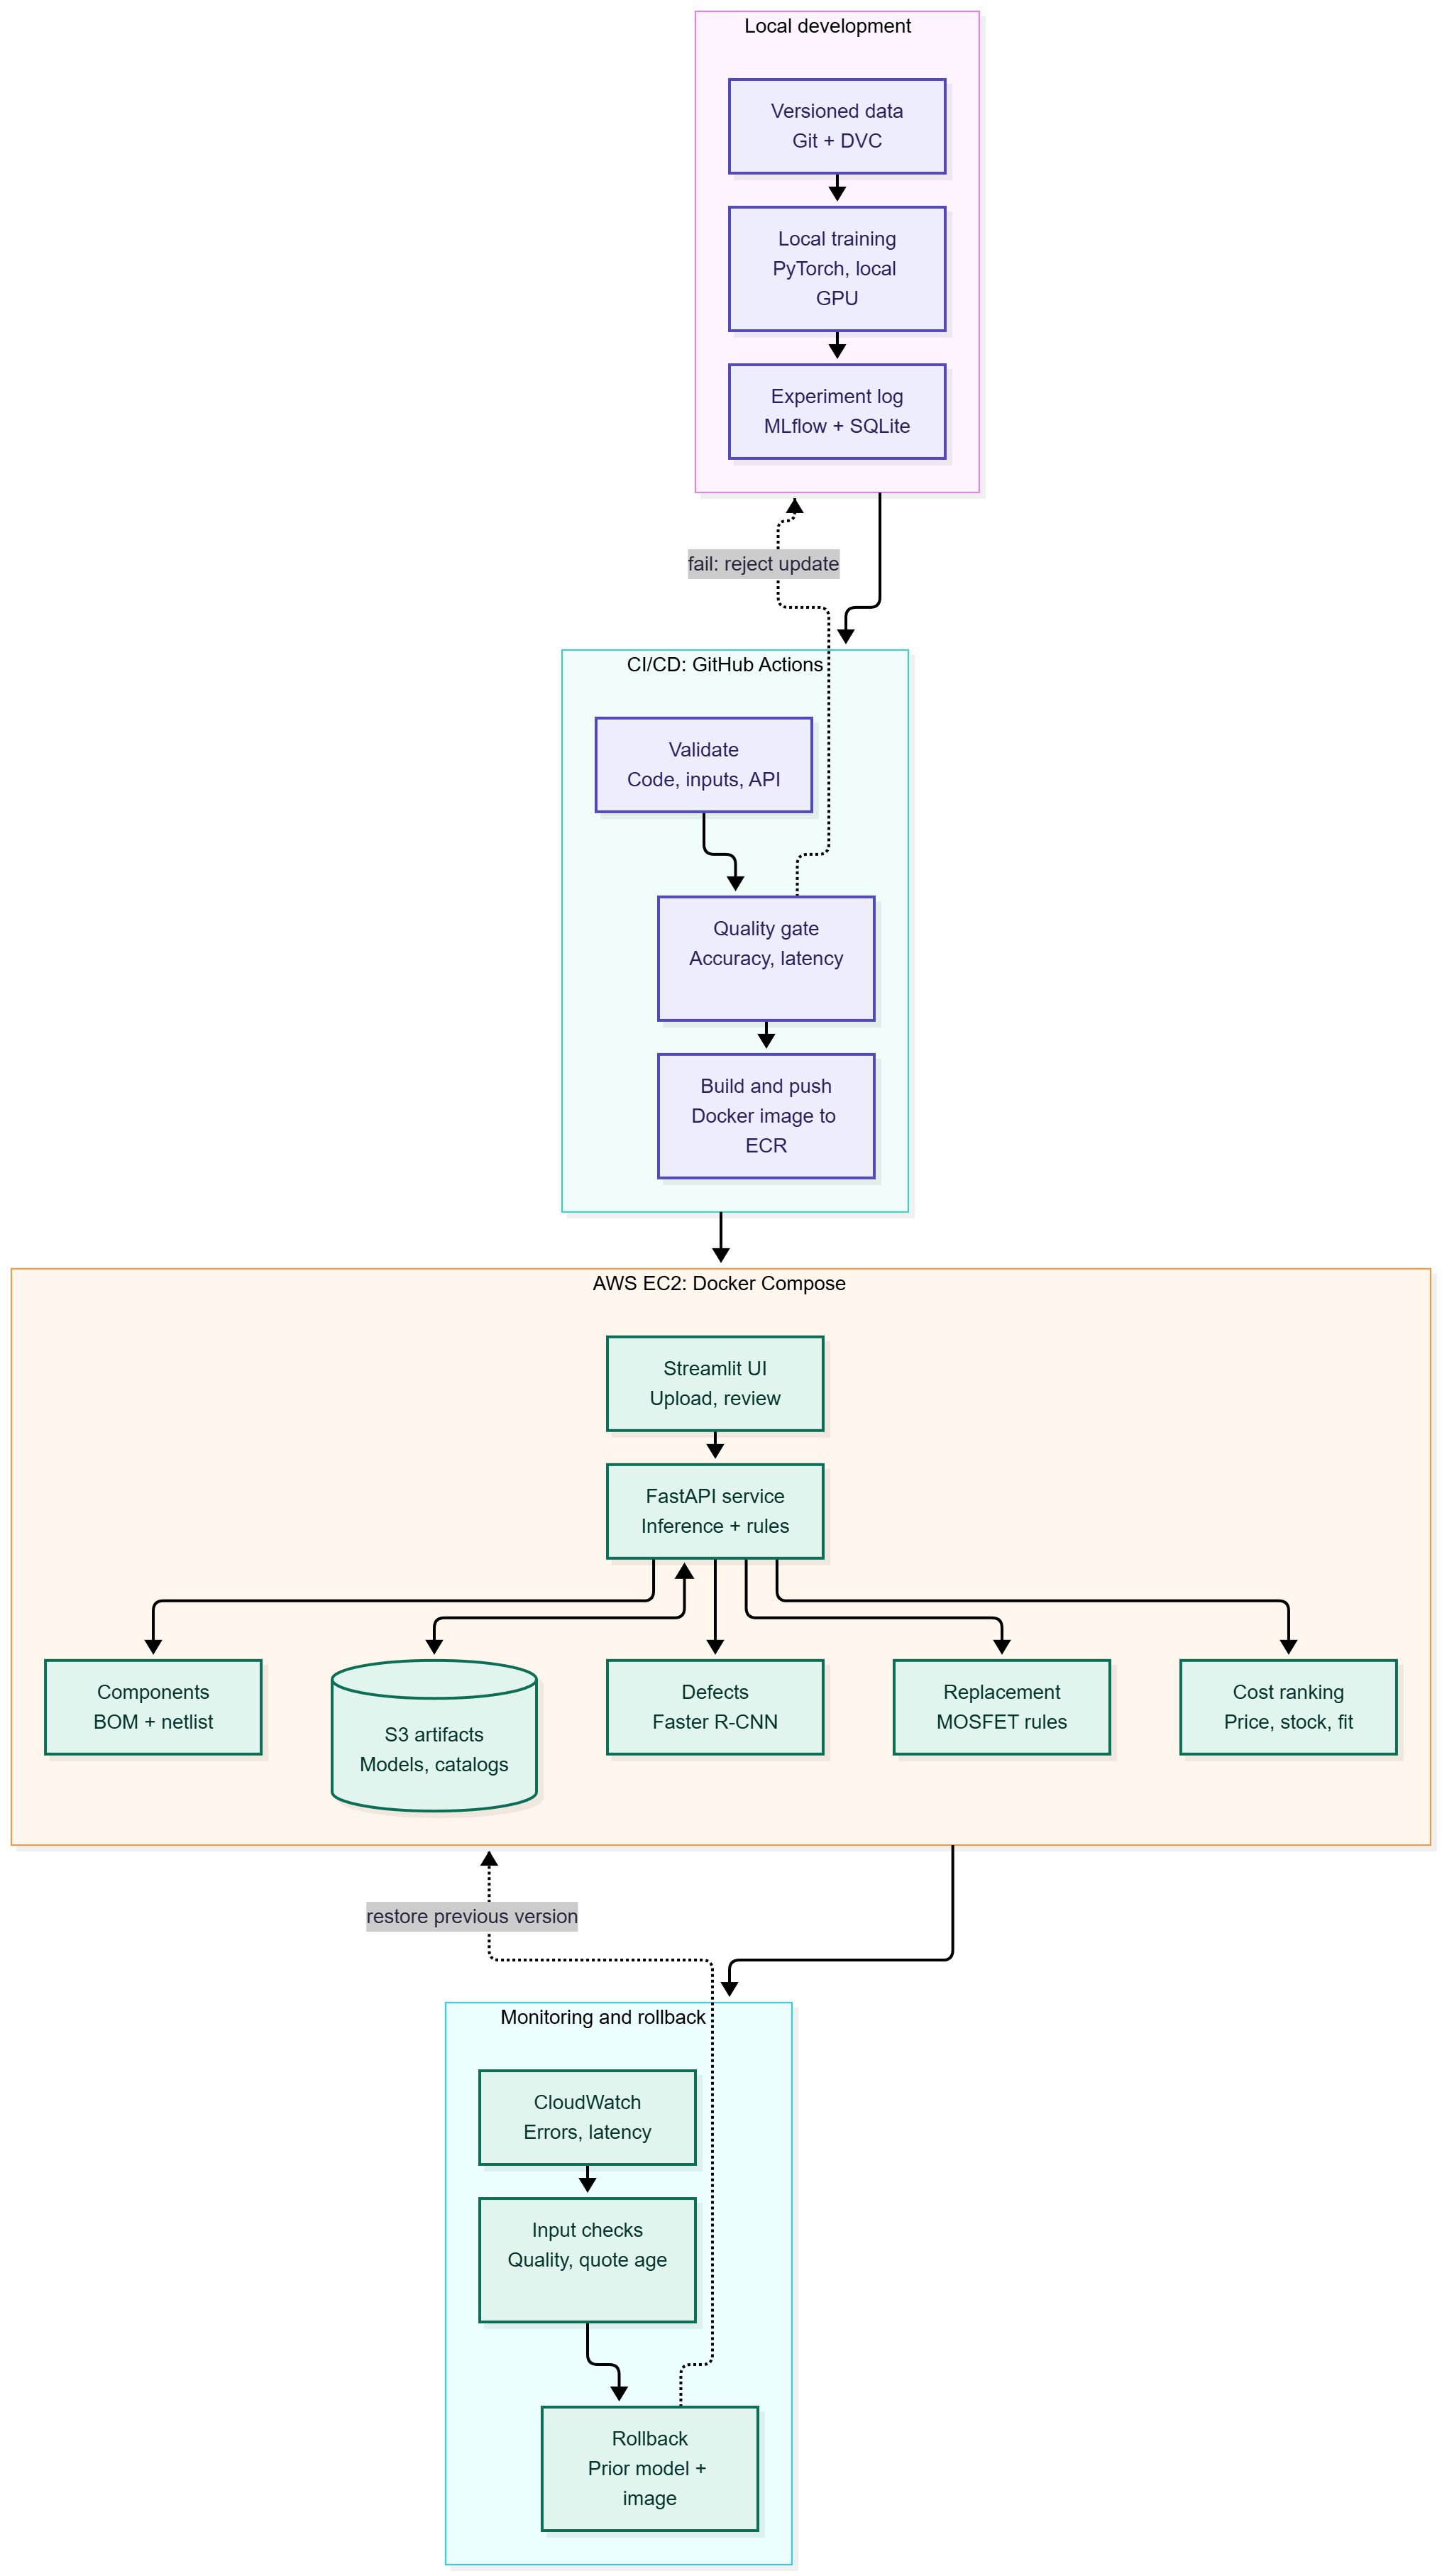 Local development
Versioned data
Git + DVC
Local training
PyTorch, local
GPU
Experiment log
MLflow + SQLite
fail: reject update
CI/CD: GitHub Actions
Validate
Code, inputs, API
Quality gate
Accuracy, latency
Build and push
Docker image to
ECR
AWS EC2: Docker Compose
Streamlit UI
Upload, review
FastAPI service
Inference + rules
Components
BOM + netlist
S3 artifacts
Models, catalogs
Defects
Faster R-CNN
Replacement
MOSFET rules
Cost ranking
Price, stock, fit
restore previous version
Monitoring and rollback
CloudWatch
Errors, latency
Input checks
Quality, quote age
Rollback
Prior model +
image